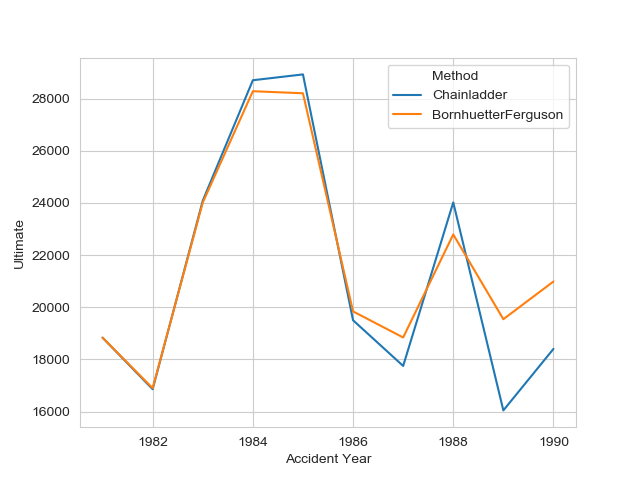 Method
Chainladder
BornhuetterFerguson
Ultimate
28000
26000
24000
22000
20000
18000
16000
1982 1984 1986 1988 1990
Accident Year